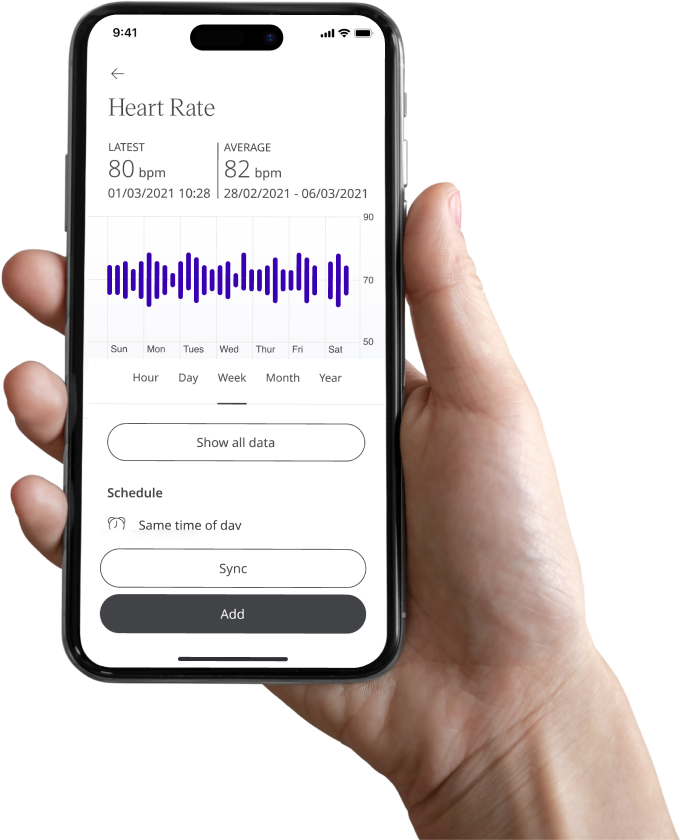 9:41
Heart Rate
LATEST AVERAGE
80 bpm 82 bpm
01/03/2021 10:28 28/02/2021 - 06/03/2021
90
70
50
Sun Mon Tues Wed Thur Fri Sat
Hour Day Week Month Year
Show all data
Schedule
Same time of day
Sync
Add